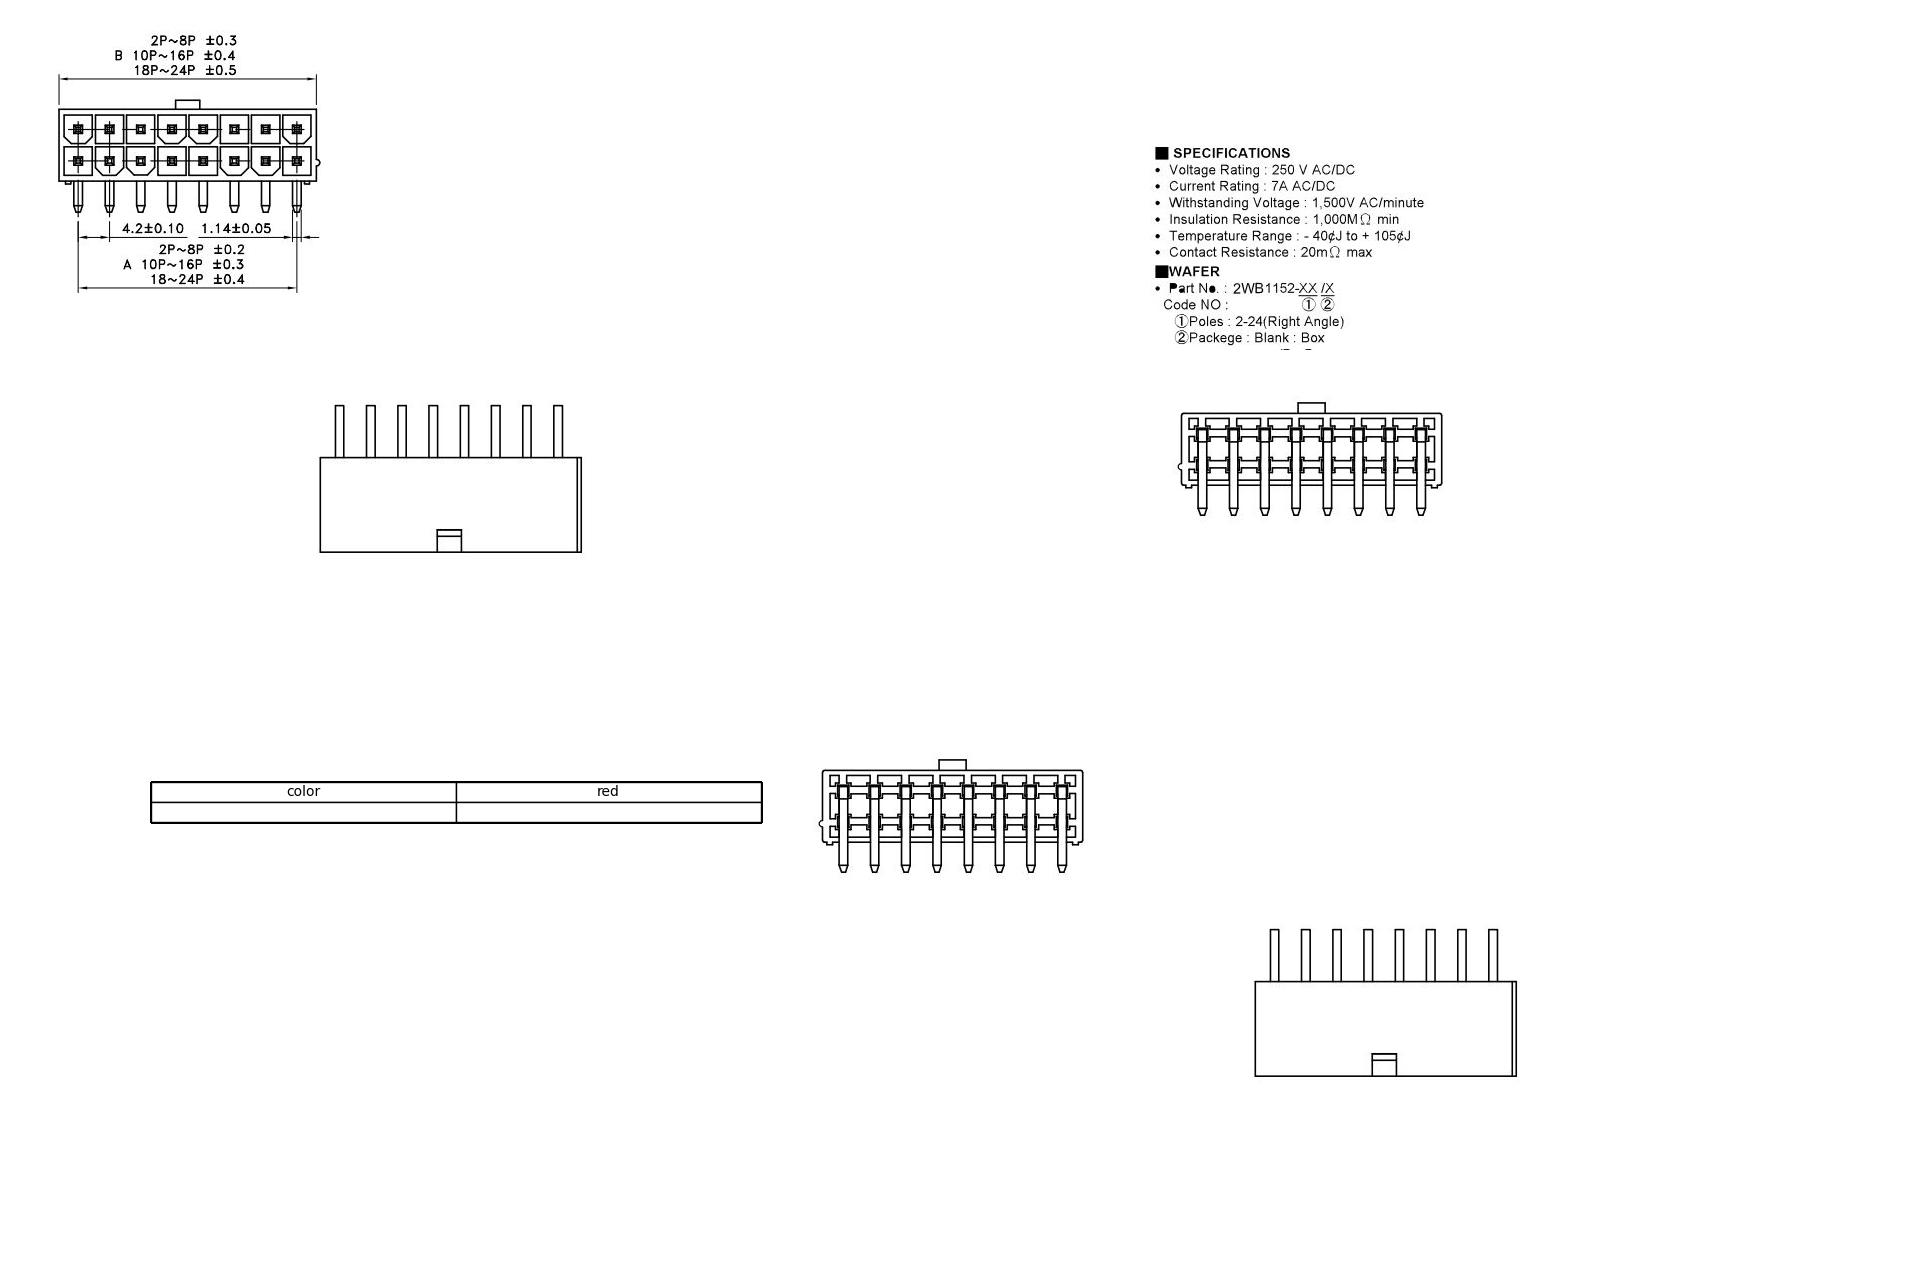 2P~8P ±0.3
B 10P~16P ±0.4
18P~24P ±0.5
4.2±0.10 1.14±0.05
2P~8P ±0.2
A 10P~16P ±0.3
18~24P ±0.4
■ SPECIFICATIONS
• Voltage Rating : 250 V AC/DC
• Current Rating : 7A AC/DC
• Withstanding Voltage : 1,500V AC/minute
• Insulation Resistance : 1,000MΩ min
• Temperature Range : - 40¢J to + 105¢J
• Contact Resistance : 20mΩ max
■WAFER
• Part No. : 2WB1152-XX /X
Code NO : ① ②
①Poles : 2-24(Right Angle)
②Packege : Blank : Box
color red